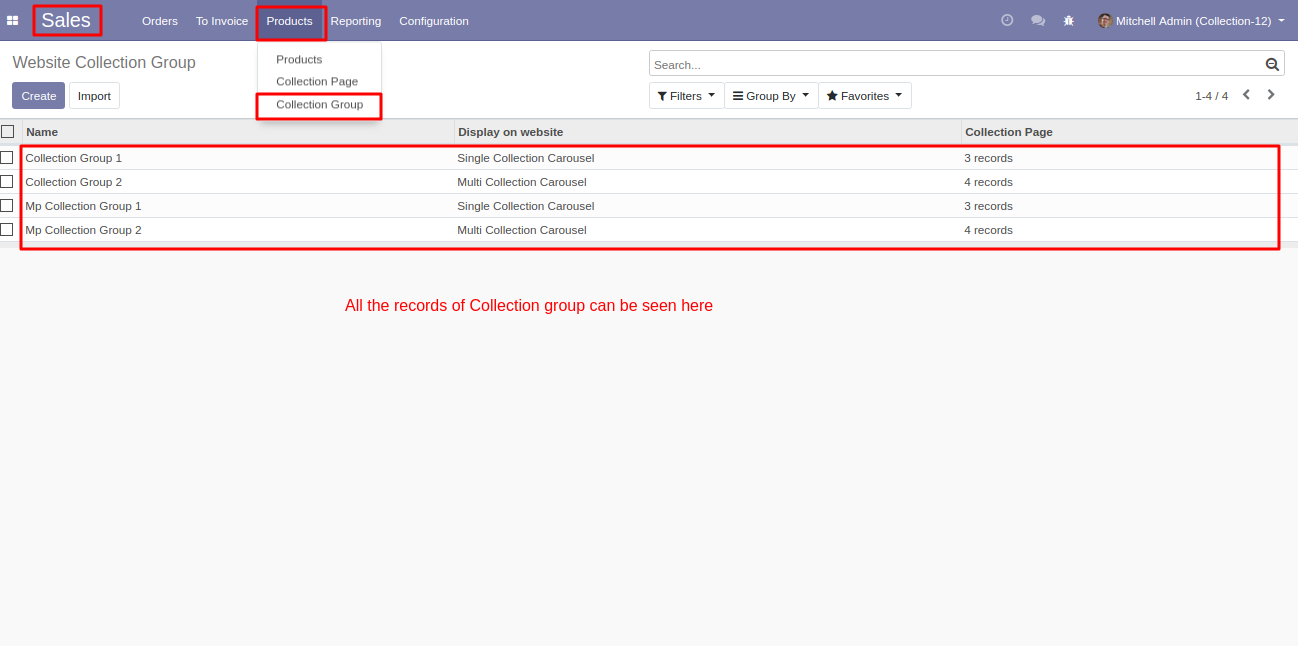 Sales Orders To Invoice Products Reporting Configuration Mitchell Admin (Collection-12)
Products
Collection Page
Collection Group
Website Collection Group
Search...
Create Import
Filters Group By Favorites 1-4 / 4
Name Display on website Collection Page
Collection Group 1 Single Collection Carousel 3 records
Collection Group 2 Multi Collection Carousel 4 records
Mp Collection Group 1 Single Collection Carousel 3 records
Mp Collection Group 2 Multi Collection Carousel 4 records
All the records of Collection group can be seen here